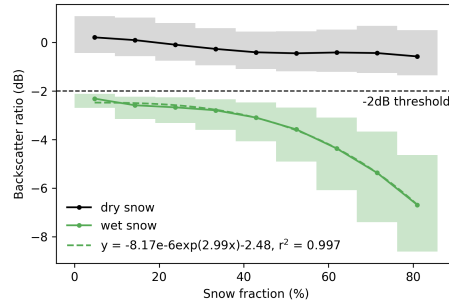 0
−2
−4
−6
−8
Backscatter ratio (dB)
-2dB threshold
dry snow
wet snow
y = -8.17e-6exp(2.99x)-2.48, r² = 0.997
0 20 40 60 80
Snow fraction (%)